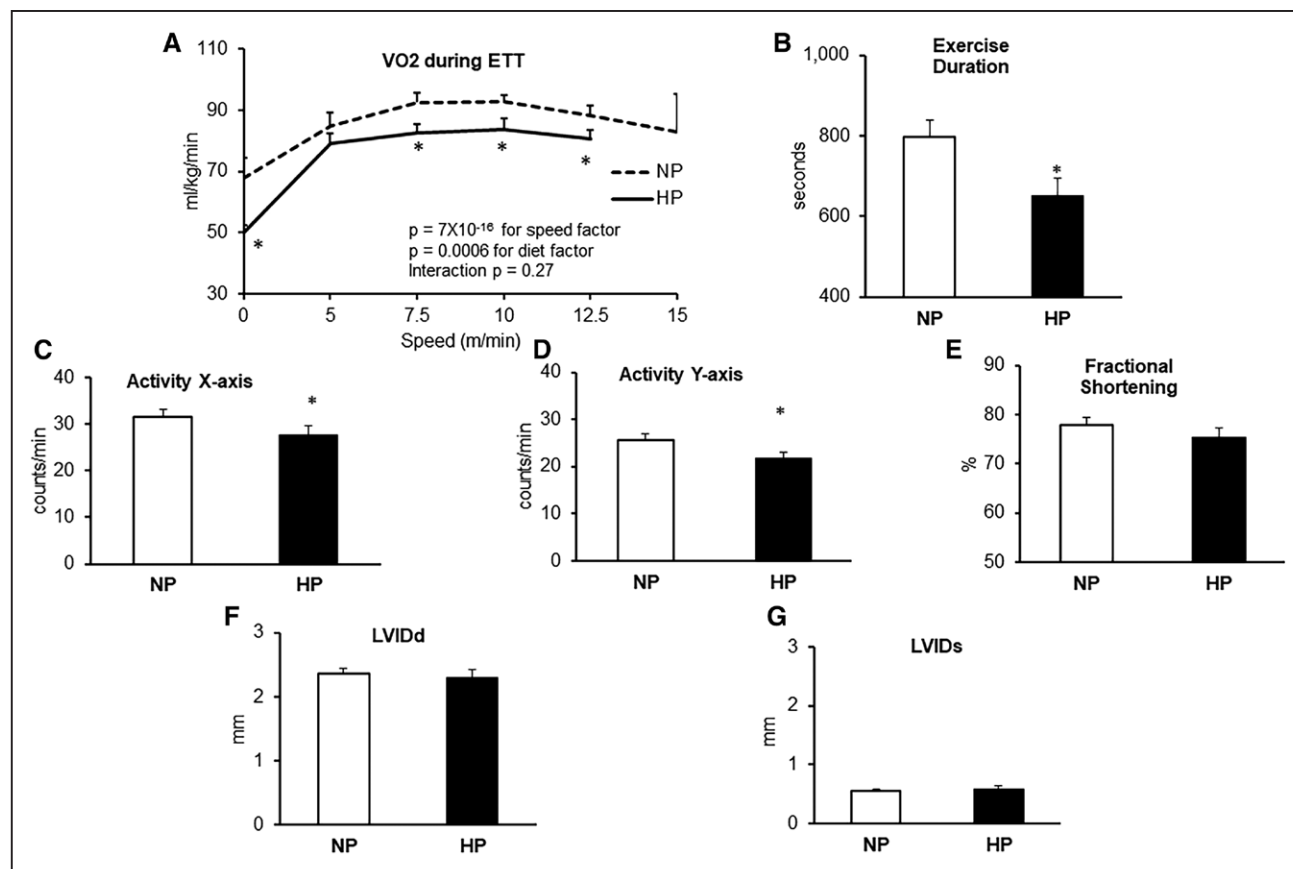 A
VO2 during ETT
110
90
70
50
30
ml/kg/min
*
*
*
*
NP
HP
p = 7X10⁻¹⁶ for speed factor
p = 0.0006 for diet factor
Interaction p = 0.27
0 5 7.5 10 12.5 15
Speed (m/min)
B
Exercise
Duration
1,000
800
600
400
seconds
*
NP HP
C
Activity X-axis
40
30
20
10
0
counts/min
*
NP HP
D
Activity Y-axis
40
30
20
10
0
counts/min
*
NP HP
E
Fractional
Shortening
90
80
70
60
50
%
NP HP
F
LVIDd
3
2
1
0
mm
NP HP
G
LVIDs
3
2
1
0
mm
NP HP